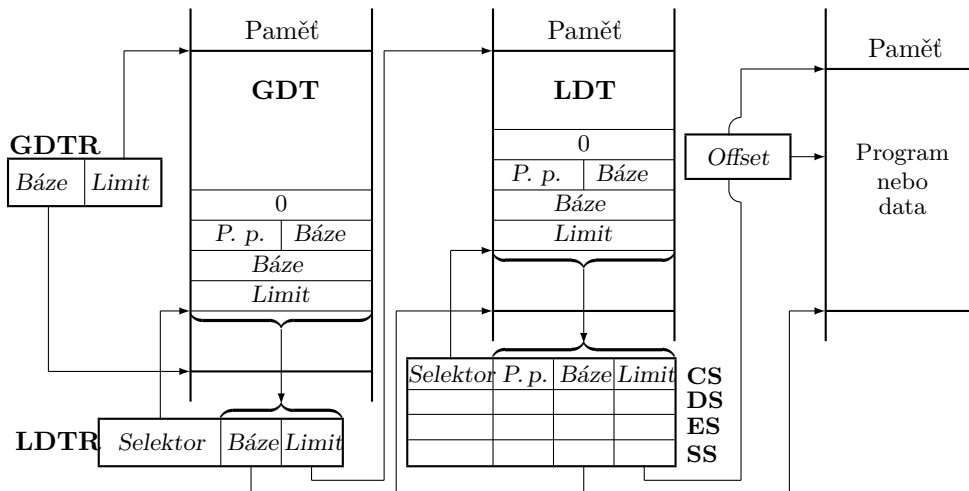 Paměť
GDT
GDTR
Báze Limit
0
P. p. Báze
Báze
Limit
LDTR Selektor Báze Limit
Paměť
LDT
0
P. p. Báze
Báze
Limit
Selektor P. p. Báze Limit CS
DS
ES
SS
Offset
Paměť
Program
nebo
data